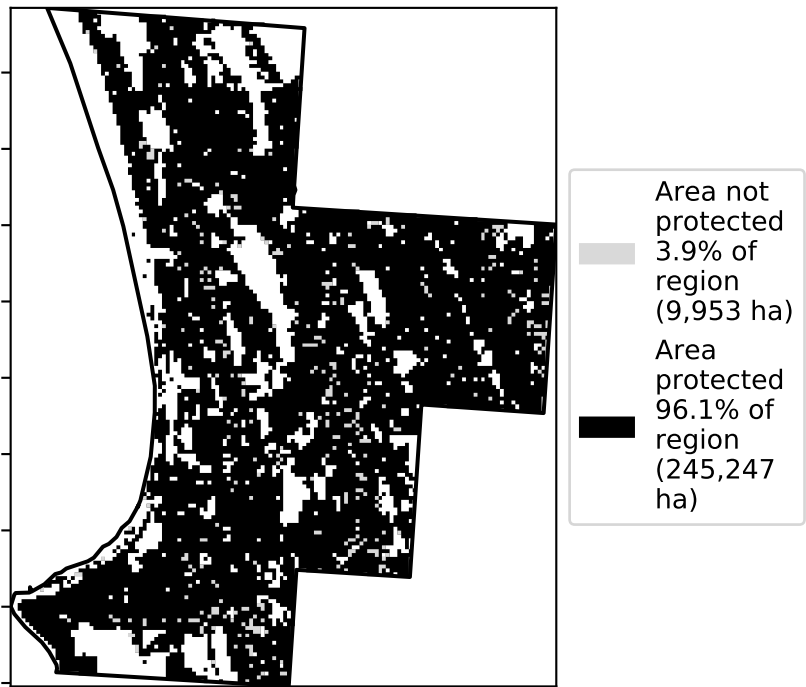 Area not
protected
3.9% of
region
(9,953 ha)
Area
protected
96.1% of
region
(245,247
ha)